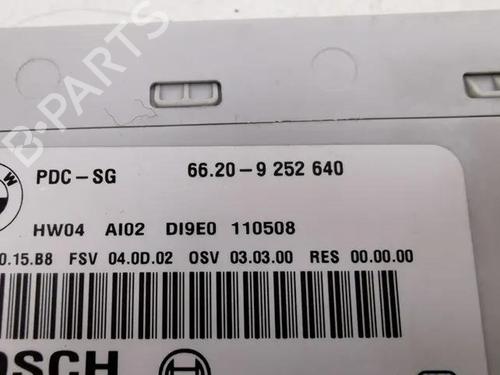 B-PARTS
PDC-SG 66.20-9 252 640
HW04 AI02 DI9E0 110508
0.15.B8 FSV 04.0D.02 OSV 03.03.00 RES 00.00.00
OSCH